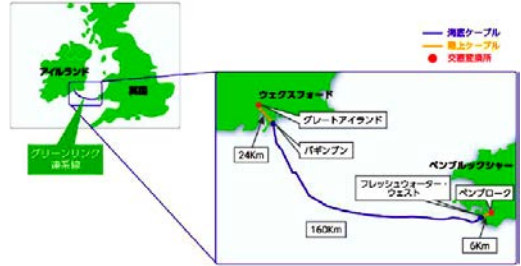 海底ケーブル
陸上ケーブル
交直変換所
アイルランド
英国
グリーンリンク
連系線
ウェクスフォード
グレートアイランド
24Km
バギンブン
ペンブルックシャー
フレッシュウォーター・
ウェスト
ペンブローク
160Km
6Km